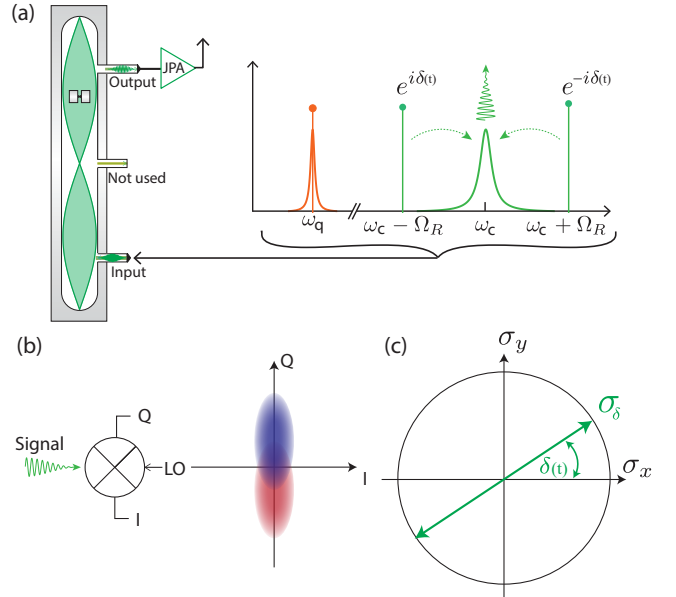 (a)
Output
JPA
Not used
Input
e^{iδ(t)}
e^{-iδ(t)}
ω_q
ω_c − Ω_R
ω_c
ω_c + Ω_R
(b)
Signal
Q
LO
I
Q
I
(c)
σ_y
σ_δ
δ(t)
σ_x